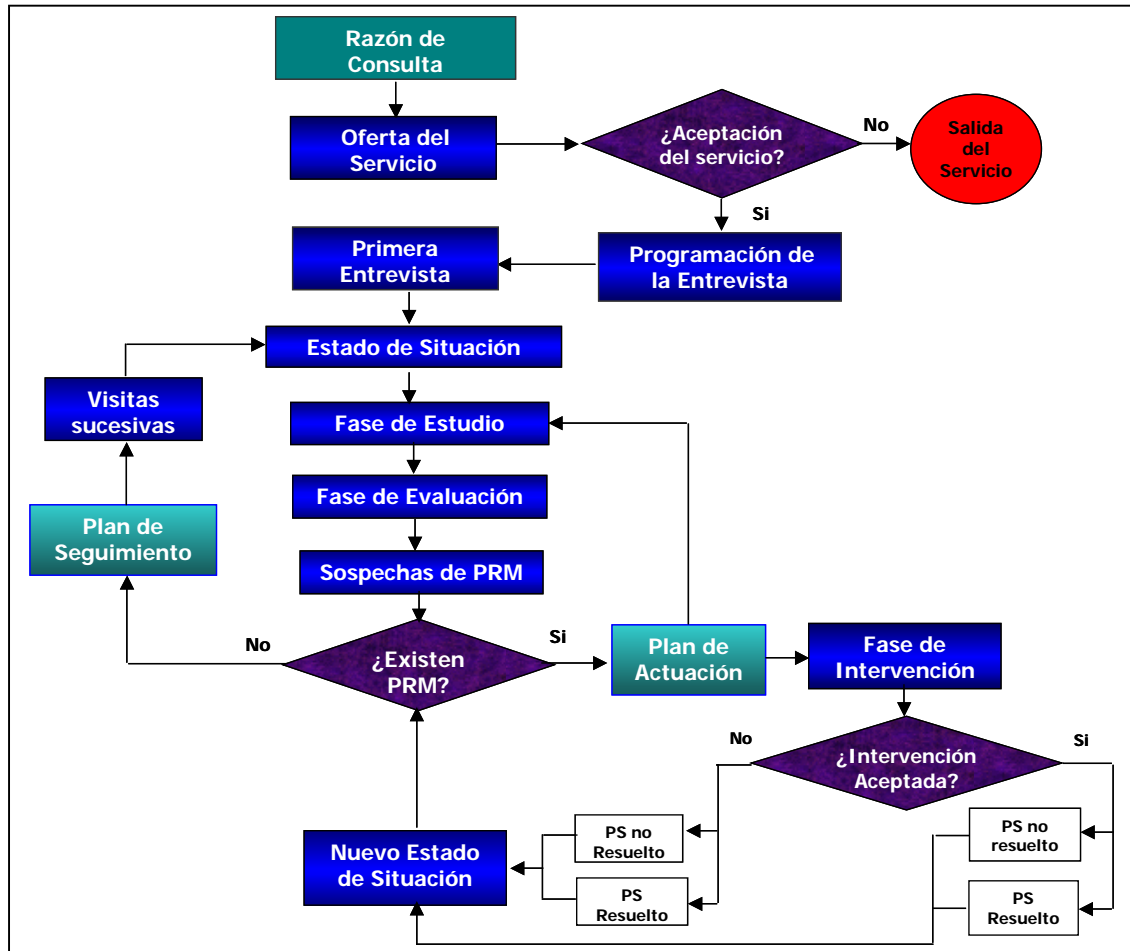 Razón de
Consulta
Oferta del
Servicio
¿Aceptación
del servicio?
No
Salida
del
Servicio
Si
Primera
Entrevista
Programación de
la Entrevista
Estado de Situación
Visitas
sucesivas
Fase de Estudio
Fase de Evaluación
Plan de
Seguimiento
Sospechas de PRM
No
¿Existen
PRM?
Si
Plan de
Actuación
Fase de
Intervención
No
¿Intervención
Aceptada?
Si
Nuevo Estado
de Situación
PS no
Resuelto
PS
Resuelto
PS no
resuelto
PS
Resuelto